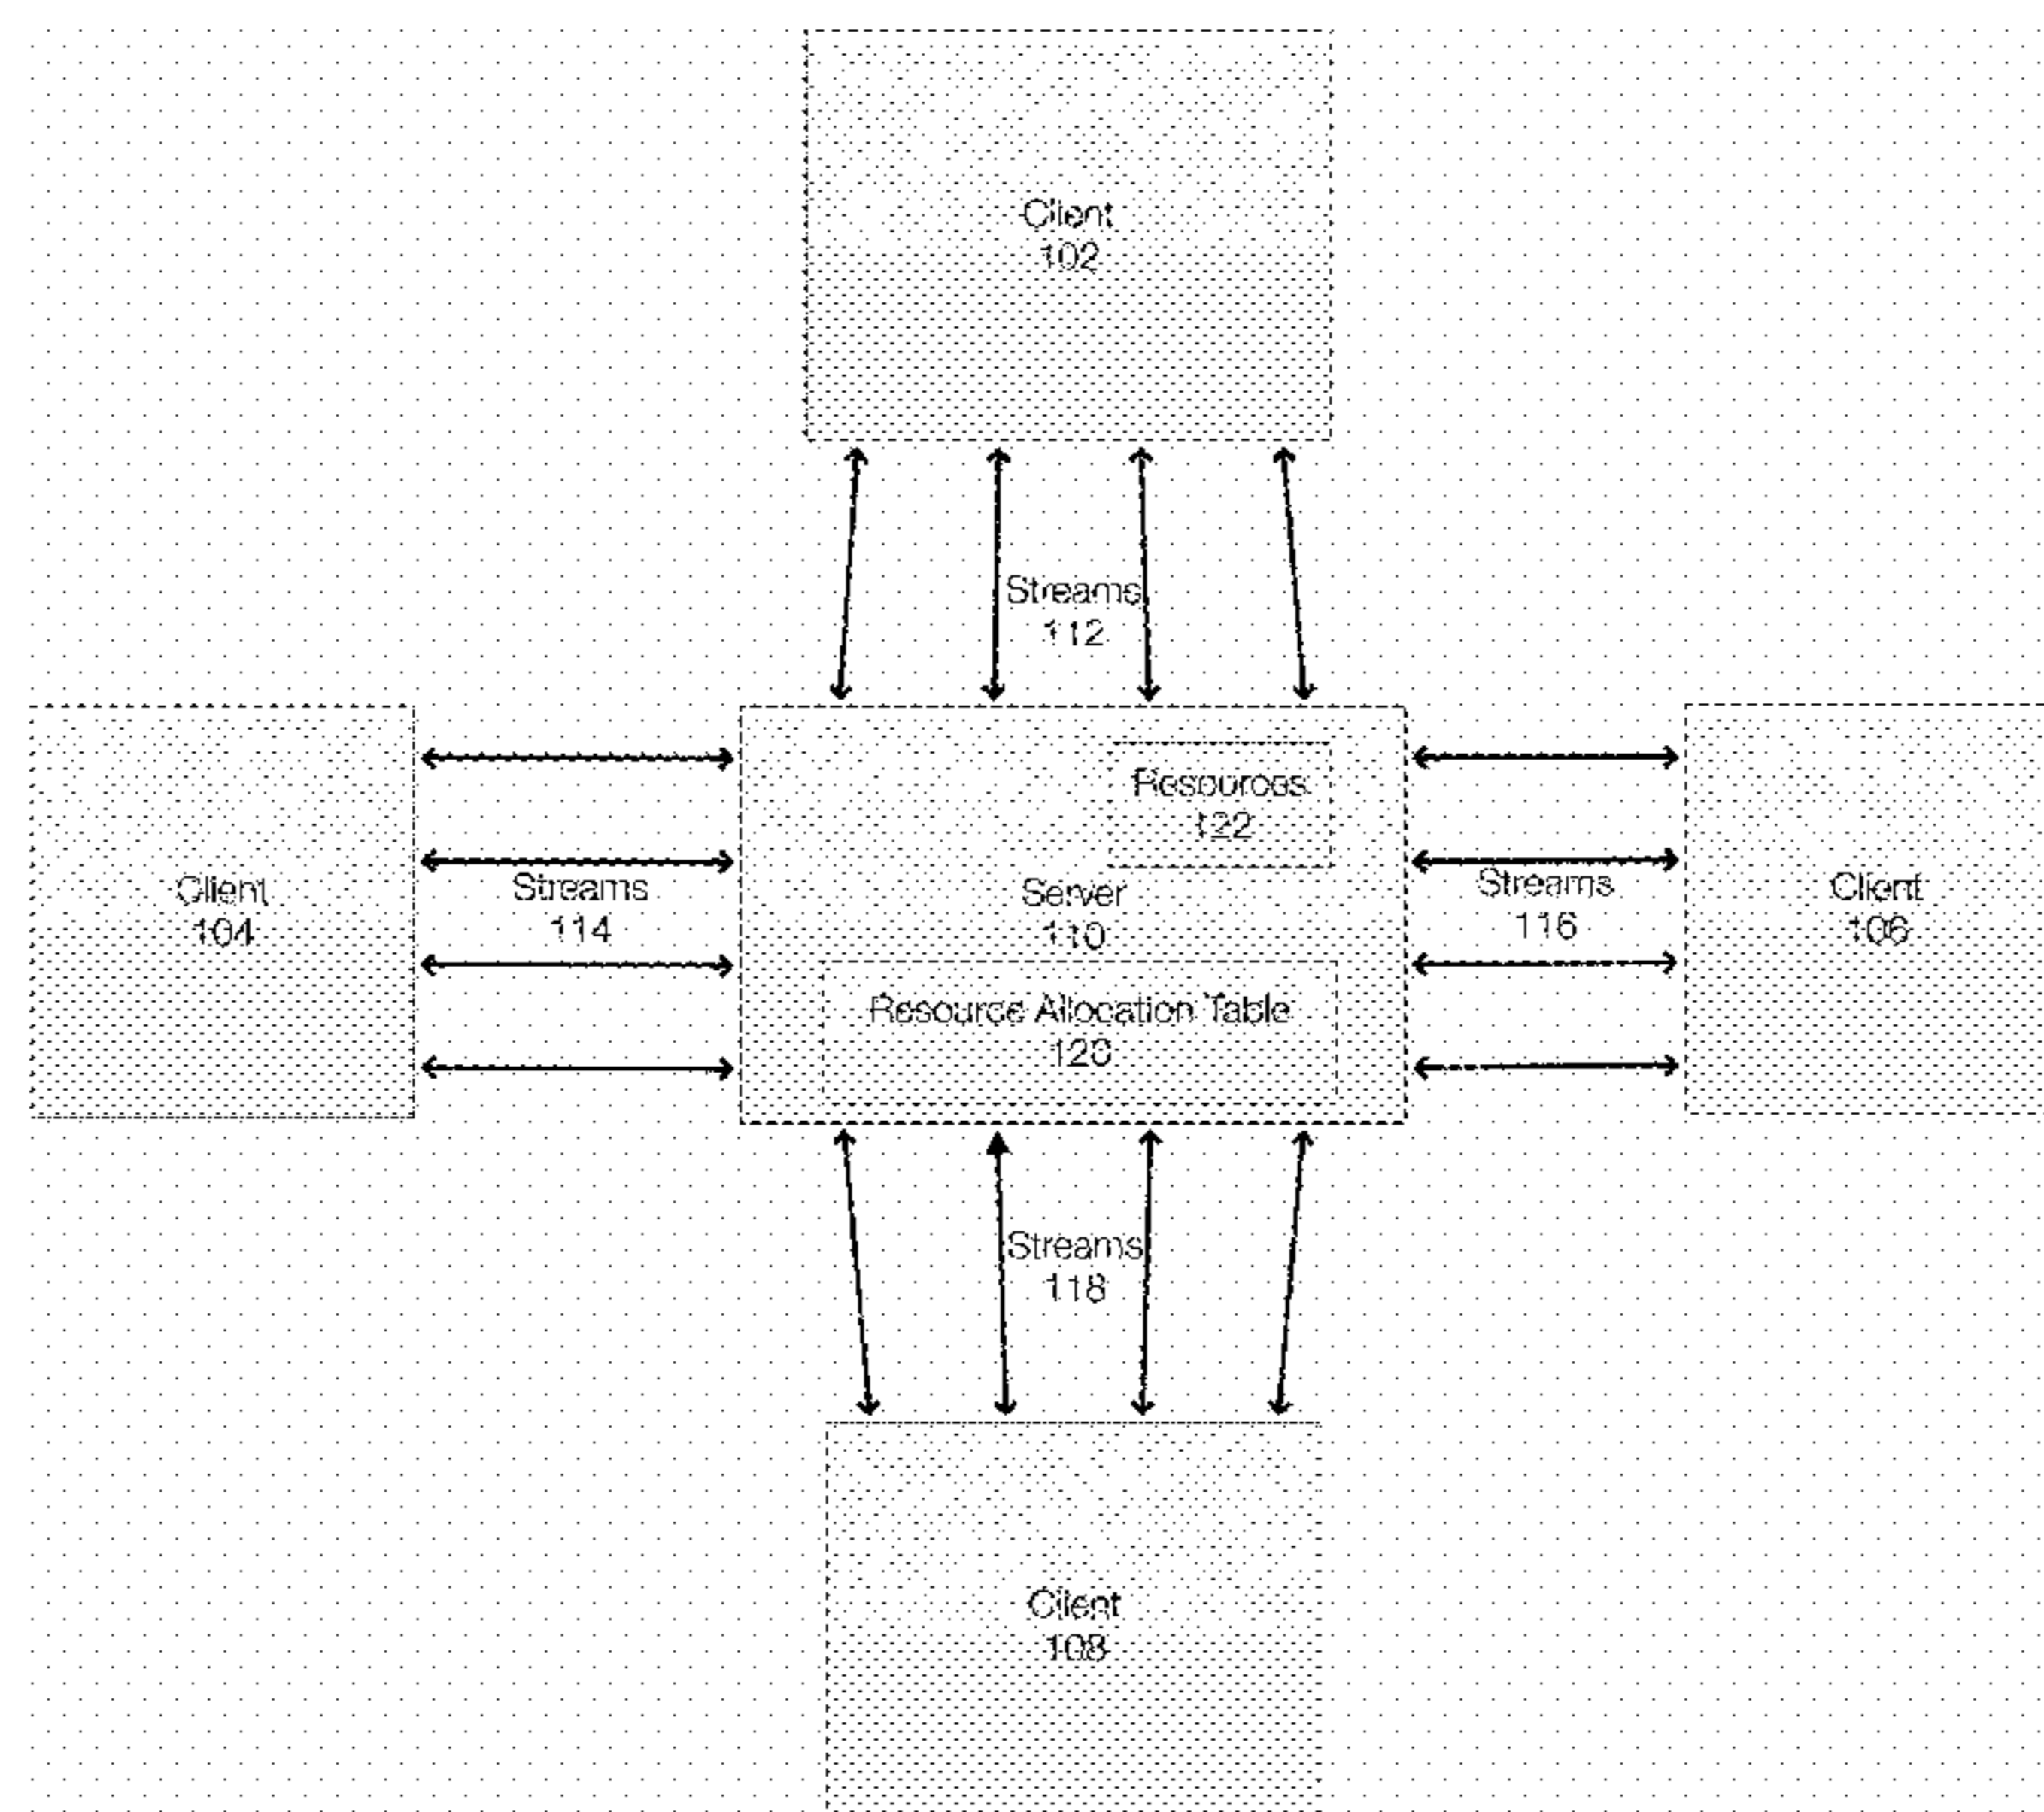 Client
102
Streams
112
Resources
122
Client
104
Streams
114
Server
110
Streams
116
Client
106
Resource Allocation Table
120
Streams
118
Client
108